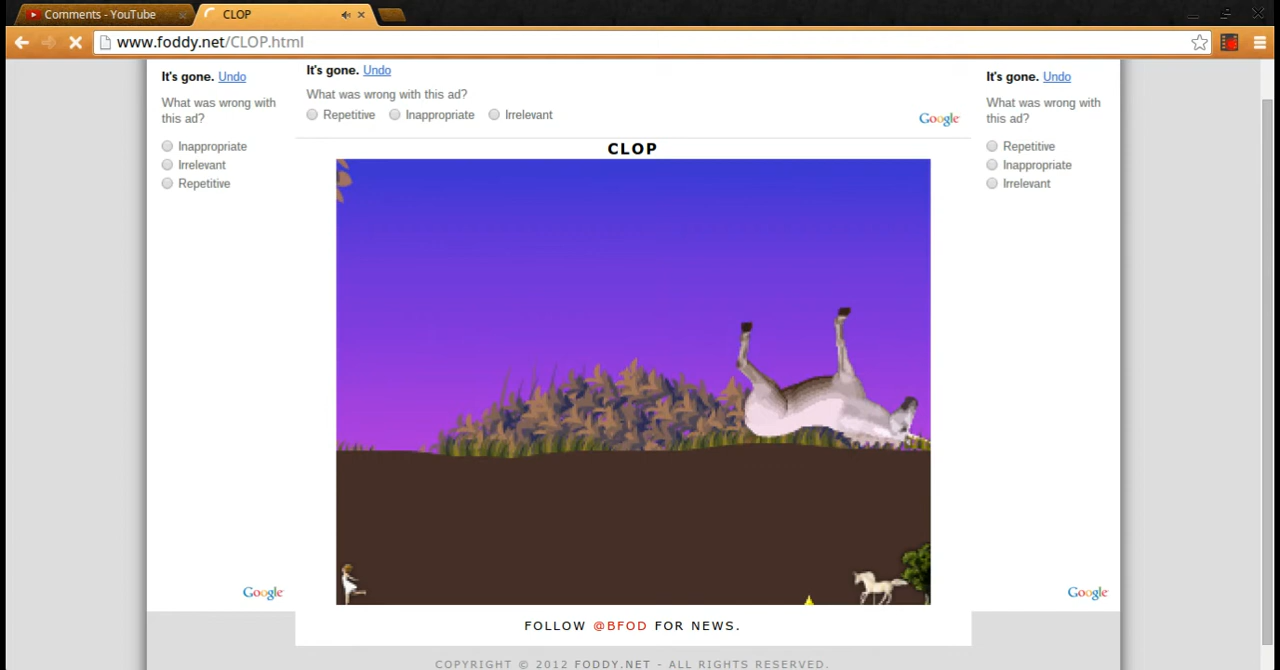 Comments - YouTube
CLOP
www.foddy.net/CLOP.html
It's gone. Undo
What was wrong with this ad?
Repetitive Inappropriate Irrelevant
Google
It's gone. Undo
What was wrong with
this ad?
Inappropriate
Irrelevant
Repetitive
Google
It's gone. Undo
What was wrong with
this ad?
Repetitive
Inappropriate
Irrelevant
Google
CLOP
FOLLOW @BFOD FOR NEWS.
COPYRIGHT © 2012 FODDY.NET - ALL RIGHTS RESERVED.